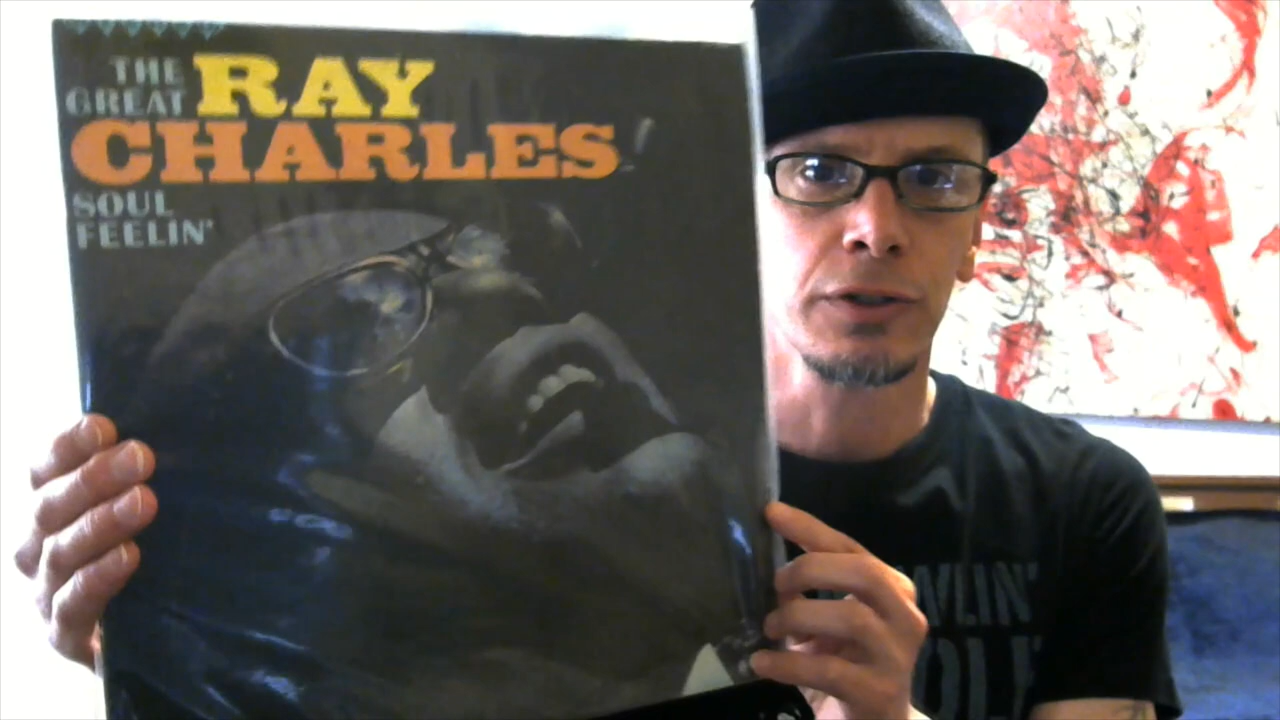 THE
GREAT
RAY
CHARLES
SOUL
FEELIN'